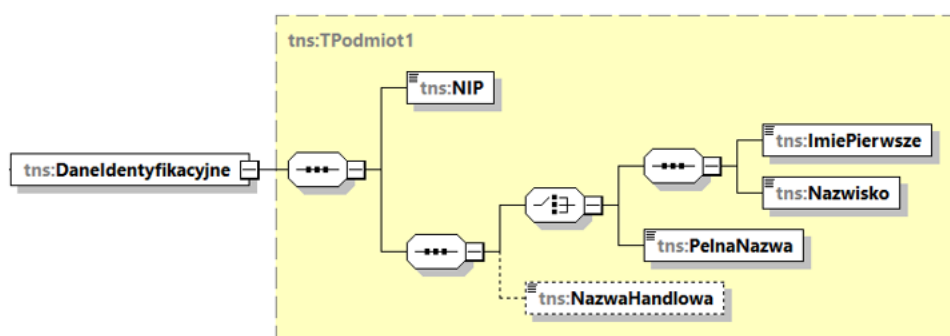 tns:TPodmiot1
tns:NIP
tns:ImiePierwsze
tns:DaneIdentyfikacyjne
tns:Nazwisko
tns:PelnaNazwa
tns:NazwaHandlowa